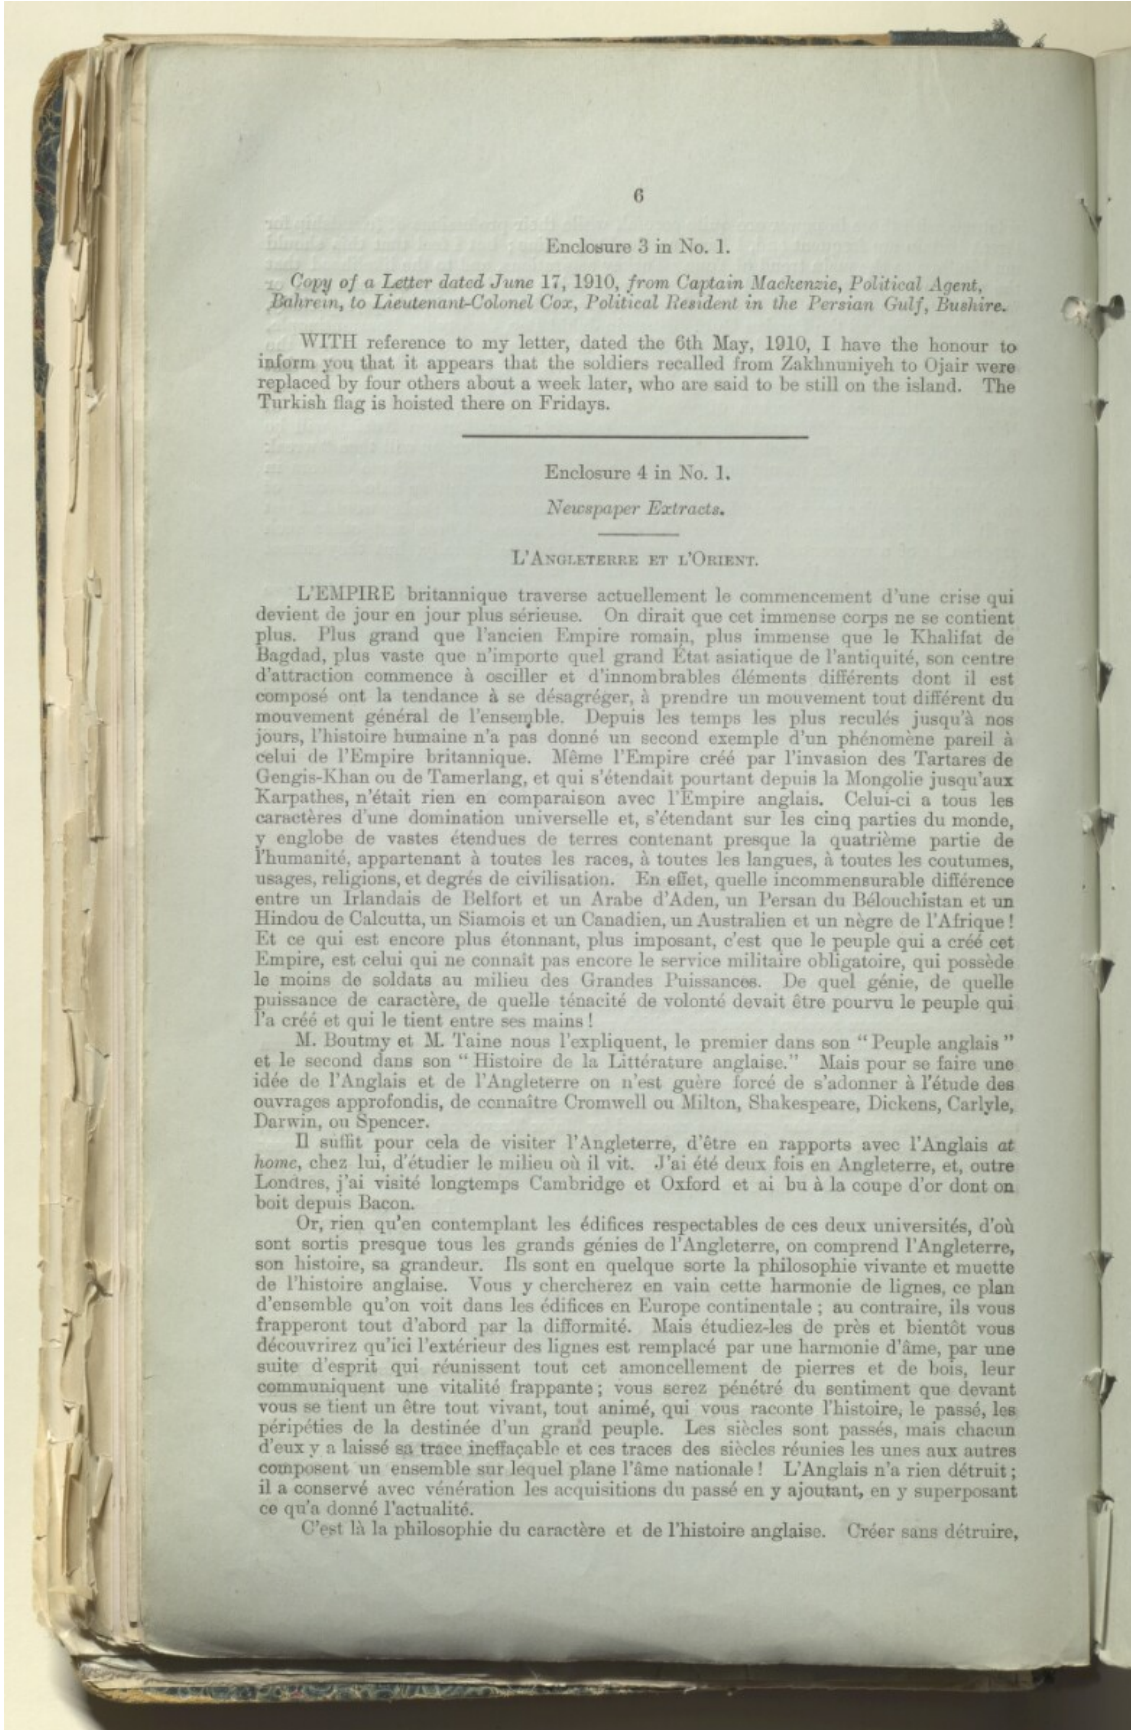 6
Enclosure 3 in No. 1.
Copy of a Letter dated June 17, 1910, from Captain Mackenzie, Political Agent,
Bahrein, to Lieutenant-Colonel Cox, Political Resident in the Persian Gulf, Bushire.
WITH reference to my letter, dated the 6th May, 1910, I have the honour to
inform you that it appears that the soldiers recalled from Zakhnuniyeh to Ojair were
replaced by four others about a week later, who are said to be still on the island. The
Turkish flag is hoisted there on Fridays.
Enclosure 4 in No. 1.
Newspaper Extracts.
L'ANGLETERRE ET L'ORIENT.
L'EMPIRE britannique traverse actuellement le commencement d'une crise qui
devient de jour en jour plus sérieuse. On dirait que cet immense corps ne se contient
plus. Plus grand que l'ancien Empire romain, plus immense que le Khalifat de
Bagdad, plus vaste que n'importe quel grand État asiatique de l'antiquité, son centre
d'attraction commence à osciller et d'innombrables éléments différents dont il est
composé ont la tendance à se désagréger, à prendre un mouvement tout différent du
mouvement général de l'ensemble. Depuis les temps les plus reculés jusqu'à nos
jours, l'histoire humaine n'a pas donné un second exemple d'un phénomène pareil à
celui de l'Empire britannique. Même l'Empire créé par l'invasion des Tartares de
Gengis-Khan ou de Tamerlang, et qui s'étendait pourtant depuis la Mongolie jusqu'aux
Karpathes, n'était rien en comparaison avec l'Empire anglais. Celui-ci a tous les
caractères d'une domination universelle et, s'étendant sur les cinq parties du monde,
y englobe de vastes étendues de terres contenant presque la quatrième partie de
l'humanité, appartenant à toutes les races, à toutes les langues, à toutes les coutumes,
usages, religions, et degrés de civilisation. En effet, quelle incommensurable différence
entre un Irlandais de Belfort et un Arabe d'Aden, un Persan du Bélouchistan et un
Hindou de Calcutta, un Siamois et un Canadien, un Australien et un nègre de l'Afrique !
Et ce qui est encore plus étonnant, plus imposant, c'est que le peuple qui a créé cet
Empire, est celui qui ne connaît pas encore le service militaire obligatoire, qui possède
le moins de soldats au milieu des Grandes Puissances. De quel génie, de quelle
puissance de caractère, de quelle ténacité de volonté devait être pourvu le peuple qui
l'a créé et qui le tient entre ses mains !
M. Boutmy et M. Taine nous l'expliquent, le premier dans son " Peuple anglais "
et le second dans son " Histoire de la Littérature anglaise." Mais pour se faire une
idée de l'Anglais et de l'Angleterre on n'est guère forcé de s'adonner à l'étude des
ouvrages approfondis, de connaître Cromwell ou Milton, Shakespeare, Dickens, Carlyle,
Darwin, ou Spencer.
Il suffit pour cela de visiter l'Angleterre, d'être en rapports avec l'Anglais at
home, chez lui, d'étudier le milieu où il vit. J'ai été deux fois en Angleterre, et, outre
Londres, j'ai visité longtemps Cambridge et Oxford et ai bu à la coupe d'or dont on
boit depuis Bacon.
Or, rien qu'en contemplant les édifices respectables de ces deux universités, d'où
sont sortis presque tous les grands génies de l'Angleterre, on comprend l'Angleterre,
son histoire, sa grandeur. Ils sont en quelque sorte la philosophie vivante et muette
de l'histoire anglaise. Vous y chercherez en vain cette harmonie de lignes, ce plan
d'ensemble qu'on voit dans les édifices en Europe continentale ; au contraire, ils vous
frapperont tout d'abord par la difformité. Mais étudiez-les de près et bientôt vous
découvrirez qu'ici l'extérieur des lignes est remplacé par une harmonie d'âme, par une
suite d'esprit qui réunissent tout cet amoncellement de pierres et de bois, leur
communiquent une vitalité frappante ; vous serez pénétré du sentiment que devant
vous se tient un être tout vivant, tout animé, qui vous raconte l'histoire, le passé, les
péripéties de la destinée d'un grand peuple. Les siècles sont passés, mais chacun
d'eux y a laissé sa trace ineffaçable et ces traces des siècles réunies les unes aux autres
composent un ensemble sur lequel plane l'âme nationale ! L'Anglais n'a rien détruit ;
il a conservé avec vénération les acquisitions du passé en y ajoutant, en y superposant
ce qu'a donné l'actualité.
C'est là la philosophie du caractère et de l'histoire anglaise. Créer sans détruire,